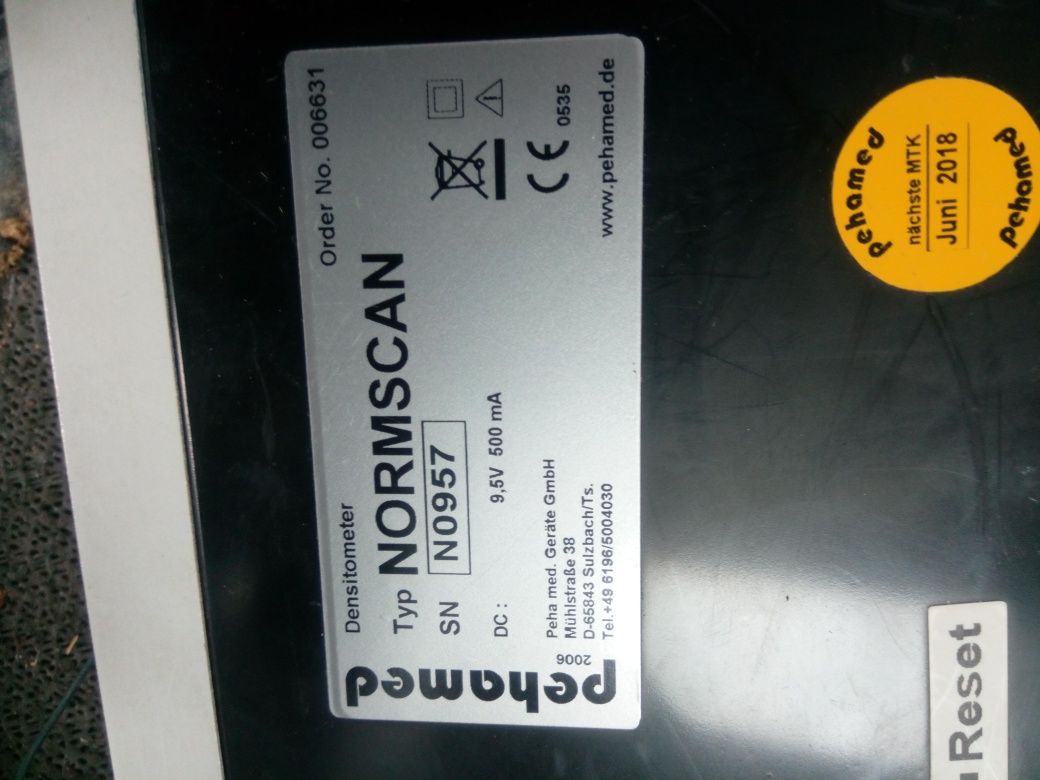 Densitometer
Order No. 006631
Typ NORMSCAN
SN N0957
DC : 9,5V 500 mA
0535
Peha med. Geräte GmbH
Mühlstraße 38
D-65843 Sulzbach/Ts.
Tel.+49 6196/5004030
www.pehamed.de
2006
pehamed
pehamed
nächste MTK
Juni 2018
pehamed
Reset